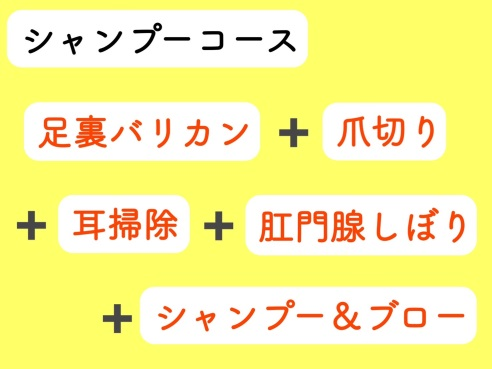 シャンプーコース
足裏バリカン + 爪切り
+ 耳掃除 + 肛門腺しぼり
+ シャンプー＆ブロー